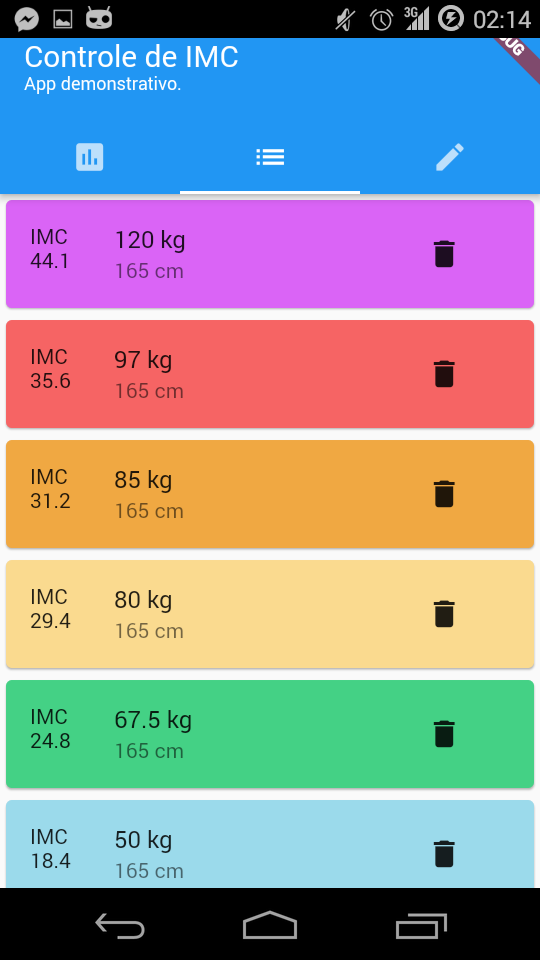 3G
02:14
Controle de IMC
App demonstrativo.
IMC
44.1
120 kg
165 cm
IMC
35.6
97 kg
165 cm
IMC
31.2
85 kg
165 cm
IMC
29.4
80 kg
165 cm
IMC
24.8
67.5 kg
165 cm
IMC
18.4
50 kg
165 cm